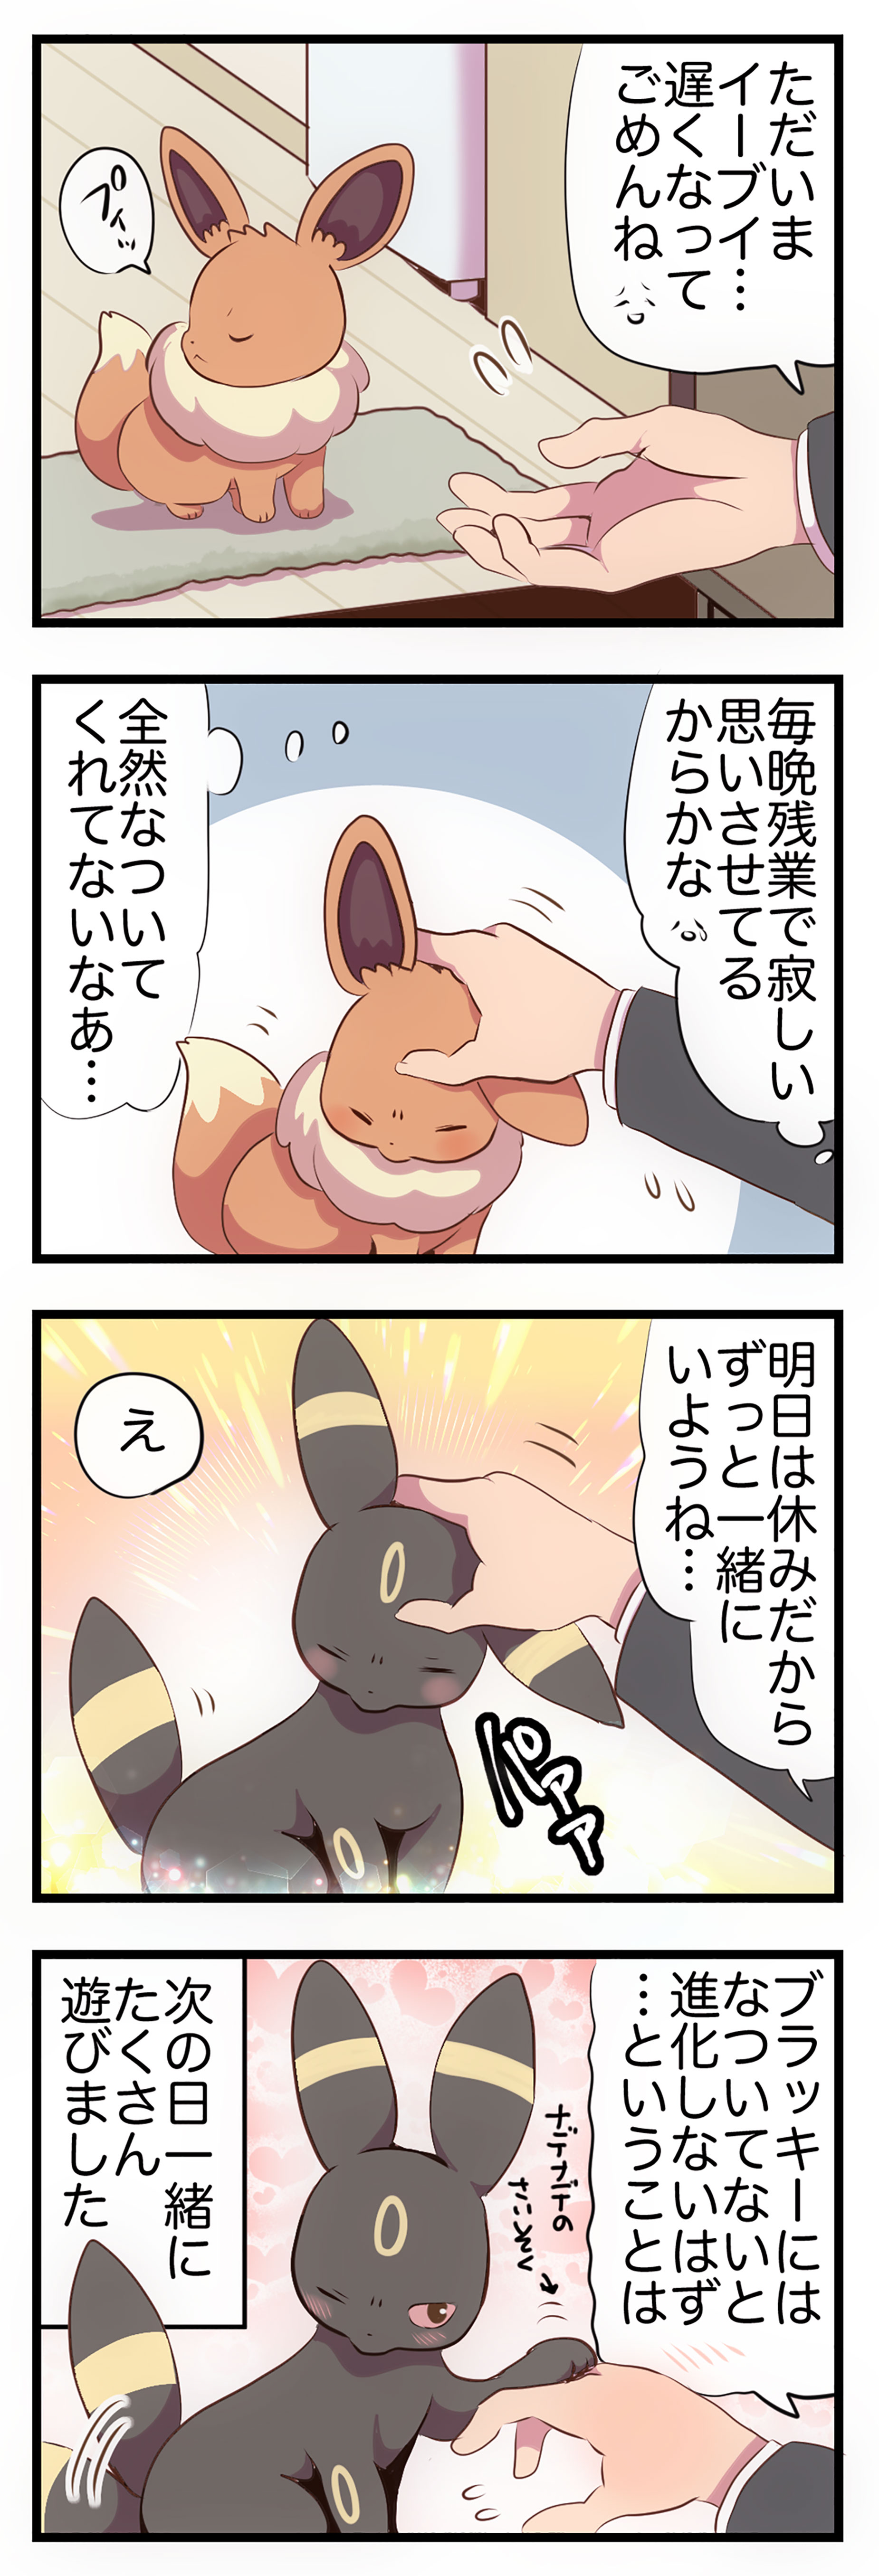 ただいま
イーブイ…
遅くなって
ごめんね
プイッ
毎晩残業で寂しい
思いさせてる
からかな
全然なついて
くれてないなあ…
明日は休みだから
ずっと一緒に
いようね…
え
パァァァ
ブラッキーには
なついてないと
進化しないはず
…ということは
ナデナデの
さいそく
次の日一緒に
たくさん
遊びました